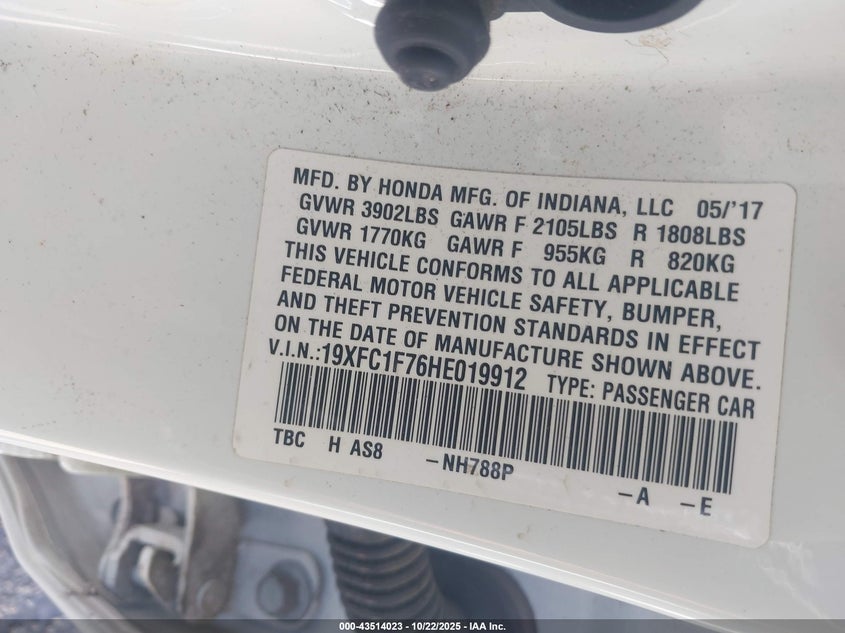 MFD. BY HONDA MFG. OF INDIANA, LLC 05/'17
GVWR 3902LBS GAWR F 2105LBS R 1808LBS
GVWR 1770KG GAWR F 955KG R 820KG
THIS VEHICLE CONFORMS TO ALL APPLICABLE
FEDERAL MOTOR VEHICLE SAFETY, BUMPER,
AND THEFT PREVENTION STANDARDS IN EFFECT
ON THE DATE OF MANUFACTURE SHOWN ABOVE.
V.I.N.:19XFC1F76HE019912 TYPE: PASSENGER CAR
TBC H AS8 -NH788P -A -E
000-43514023 - 10/22/2025 - IAA Inc.